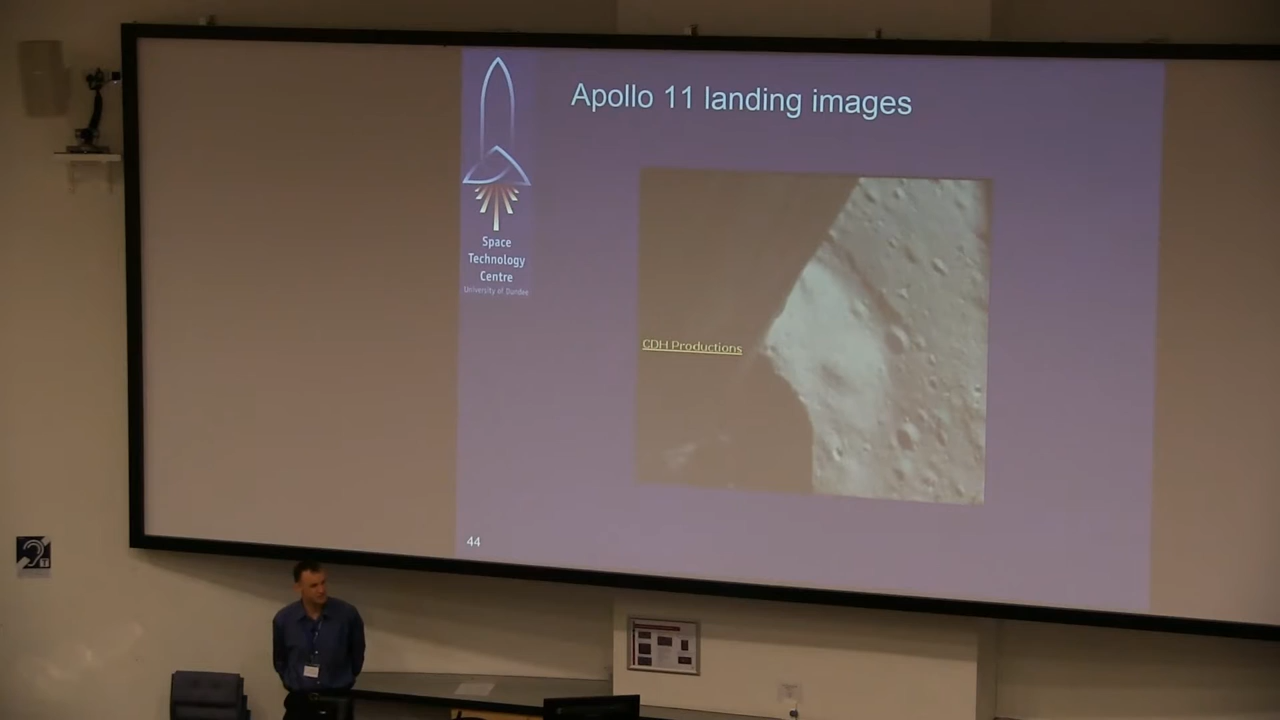 Apollo 11 landing images
Space
Technology
Centre
University of Dundee
CDH Productions
44
T